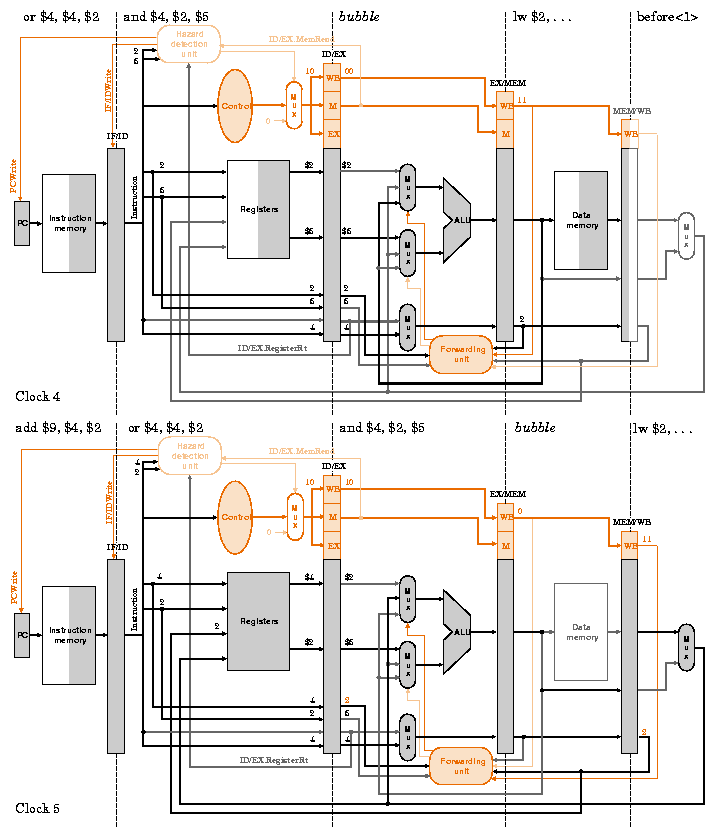 or $4, $4, $2
and $4, $2, $5
bubble
lw $2, . . .
before<1>
Hazard
detection
unit
ID/EX.MemRead
2
5
ID/EX
IF/IDWrite
PCWrite
10
WB
00
Control
M
u
x
M
0
EX
EX/MEM
WB
11
M
MEM/WB
WB
IF/ID
PC
Instruction
memory
Instruction
2
5
Registers
$2
$2
$5
$5
M
u
x
M
u
x
ALU
Data
memory
M
u
x
2
2
5
5
4
4
M
u
x
2
ID/EX.RegisterRt
Forwarding
unit
Clock 4
add $9, $4, $2
or $4, $4, $2
and $4, $2, $5
bubble
lw $2, . . .
Hazard
detection
unit
ID/EX.MemRead
4
2
ID/EX
IF/IDWrite
PCWrite
10
WB
10
Control
M
u
x
M
0
EX
EX/MEM
WB
0
M
MEM/WB
WB
11
IF/ID
PC
Instruction
memory
Instruction
4
2
2
Registers
$4
$2
$2
$5
M
u
x
M
u
x
ALU
Data
memory
M
u
x
4
2
2
5
4
4
M
u
x
2
ID/EX.RegisterRt
Forwarding
unit
Clock 5